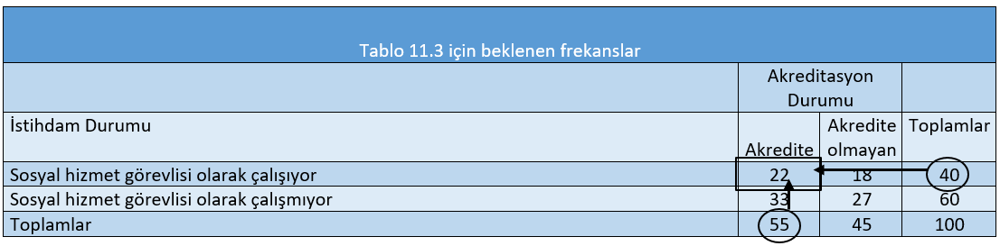 Tablo 11.3 için beklenen frekanslar
Akreditasyon
Durumu
İstihdam Durumu
Akredite
Akredite
olmayan
Toplamlar
Sosyal hizmet görevlisi olarak çalışıyor 22 18 40
Sosyal hizmet görevlisi olarak çalışmıyor 33 27 60
Toplamlar 55 45 100